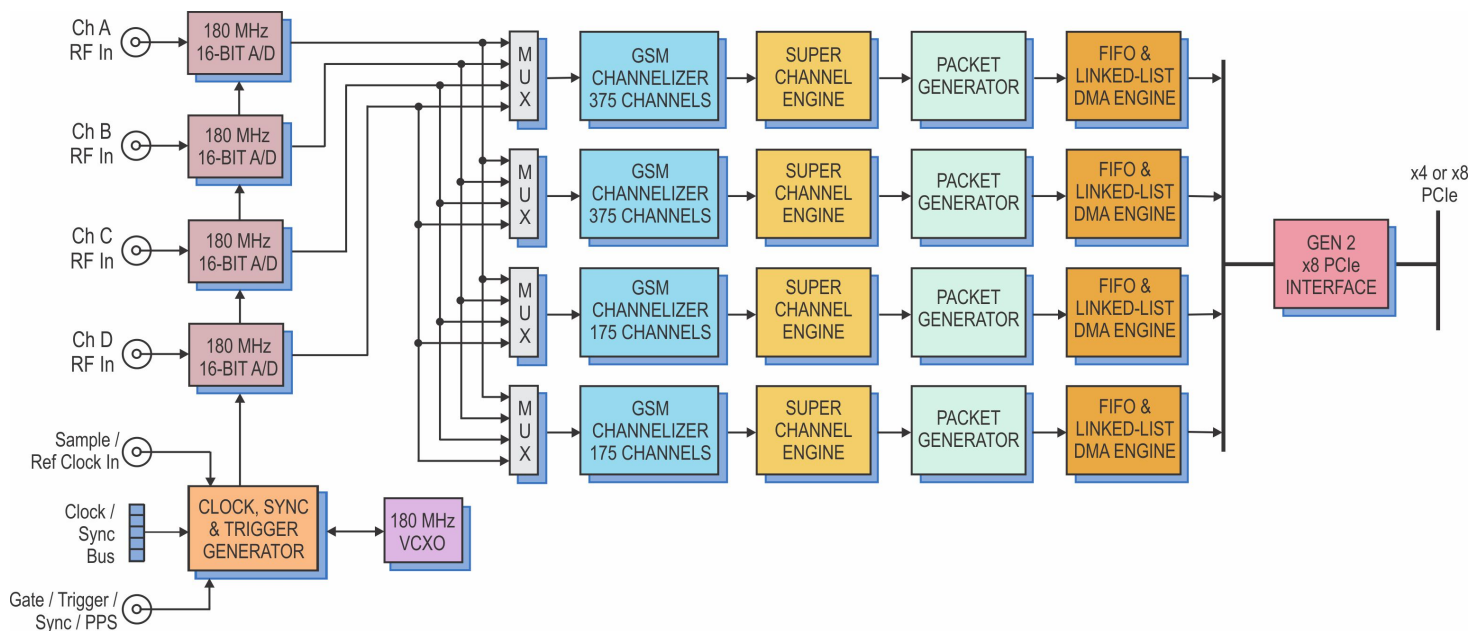 Ch A
RF In
180 MHz
16-BIT A/D
Ch B
RF In
180 MHz
16-BIT A/D
Ch C
RF In
180 MHz
16-BIT A/D
Ch D
RF In
180 MHz
16-BIT A/D
Sample /
Ref Clock In
Clock /
Sync
Bus
Gate / Trigger /
Sync / PPS
CLOCK, SYNC
& TRIGGER
GENERATOR
180 MHz
VCXO
M
U
X
GSM
CHANNELIZER
375 CHANNELS
SUPER
CHANNEL
ENGINE
PACKET
GENERATOR
FIFO &
LINKED-LIST
DMA ENGINE
M
U
X
GSM
CHANNELIZER
375 CHANNELS
SUPER
CHANNEL
ENGINE
PACKET
GENERATOR
FIFO &
LINKED-LIST
DMA ENGINE
M
U
X
GSM
CHANNELIZER
175 CHANNELS
SUPER
CHANNEL
ENGINE
PACKET
GENERATOR
FIFO &
LINKED-LIST
DMA ENGINE
M
U
X
GSM
CHANNELIZER
175 CHANNELS
SUPER
CHANNEL
ENGINE
PACKET
GENERATOR
FIFO &
LINKED-LIST
DMA ENGINE
GEN 2
x8 PCIe
INTERFACE
x4 or x8
PCIe